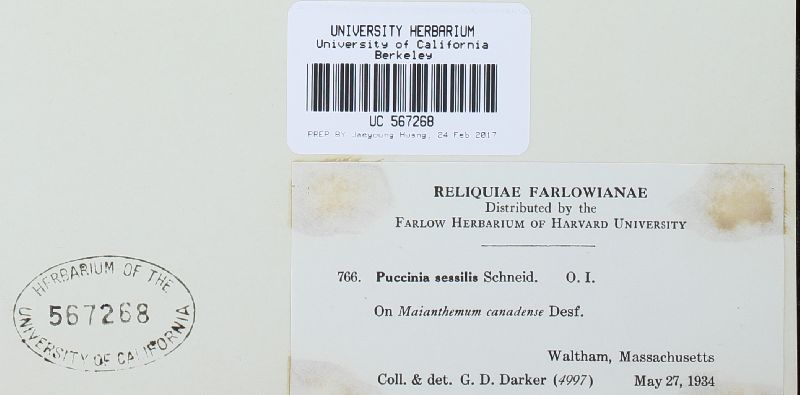 UNIVERSITY HERBARIUM
University of California
Berkeley
UC 567268
PREP BY Jaeyoung Huang, 24 Feb 2017
RELIQUIAE FARLOWIANAE
Distributed by the
FARLOW HERBARIUM OF HARVARD UNIVERSITY
766. Puccinia sessilis Schneid. O. I.
On Maianthemum canadense Desf.
Waltham, Massachusetts
Coll. & det. G. D. Darker (4997) May 27, 1934
HERBARIUM OF THE
567268
UNIVERSITY OF CALIFORNIA